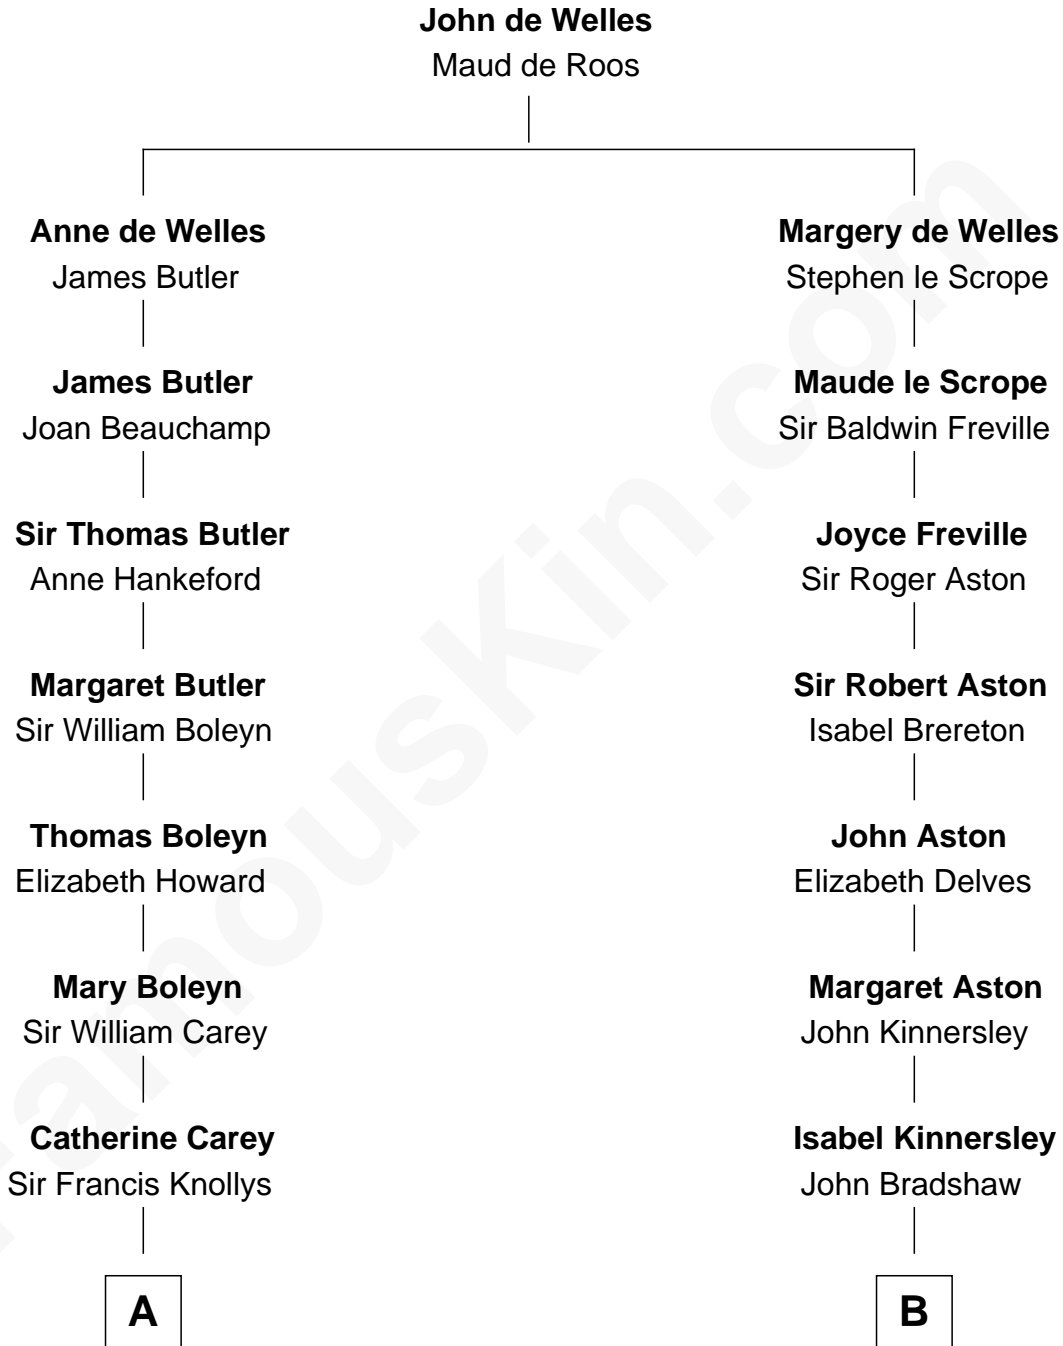 John de Welles
Maud de Roos
Anne de Welles
James Butler
Margery de Welles
Stephen le Scrope
James Butler
Joan Beauchamp
Maude le Scrope
Sir Baldwin Freville
Sir Thomas Butler
Anne Hankeford
Joyce Freville
Sir Roger Aston
Margaret Butler
Sir William Boleyn
Sir Robert Aston
Isabel Brereton
Thomas Boleyn
Elizabeth Howard
John Aston
Elizabeth Delves
Mary Boleyn
Sir William Carey
Margaret Aston
John Kinnersley
Catherine Carey
Sir Francis Knollys
Isabel Kinnersley
John Bradshaw
A
B
FamousKin.com